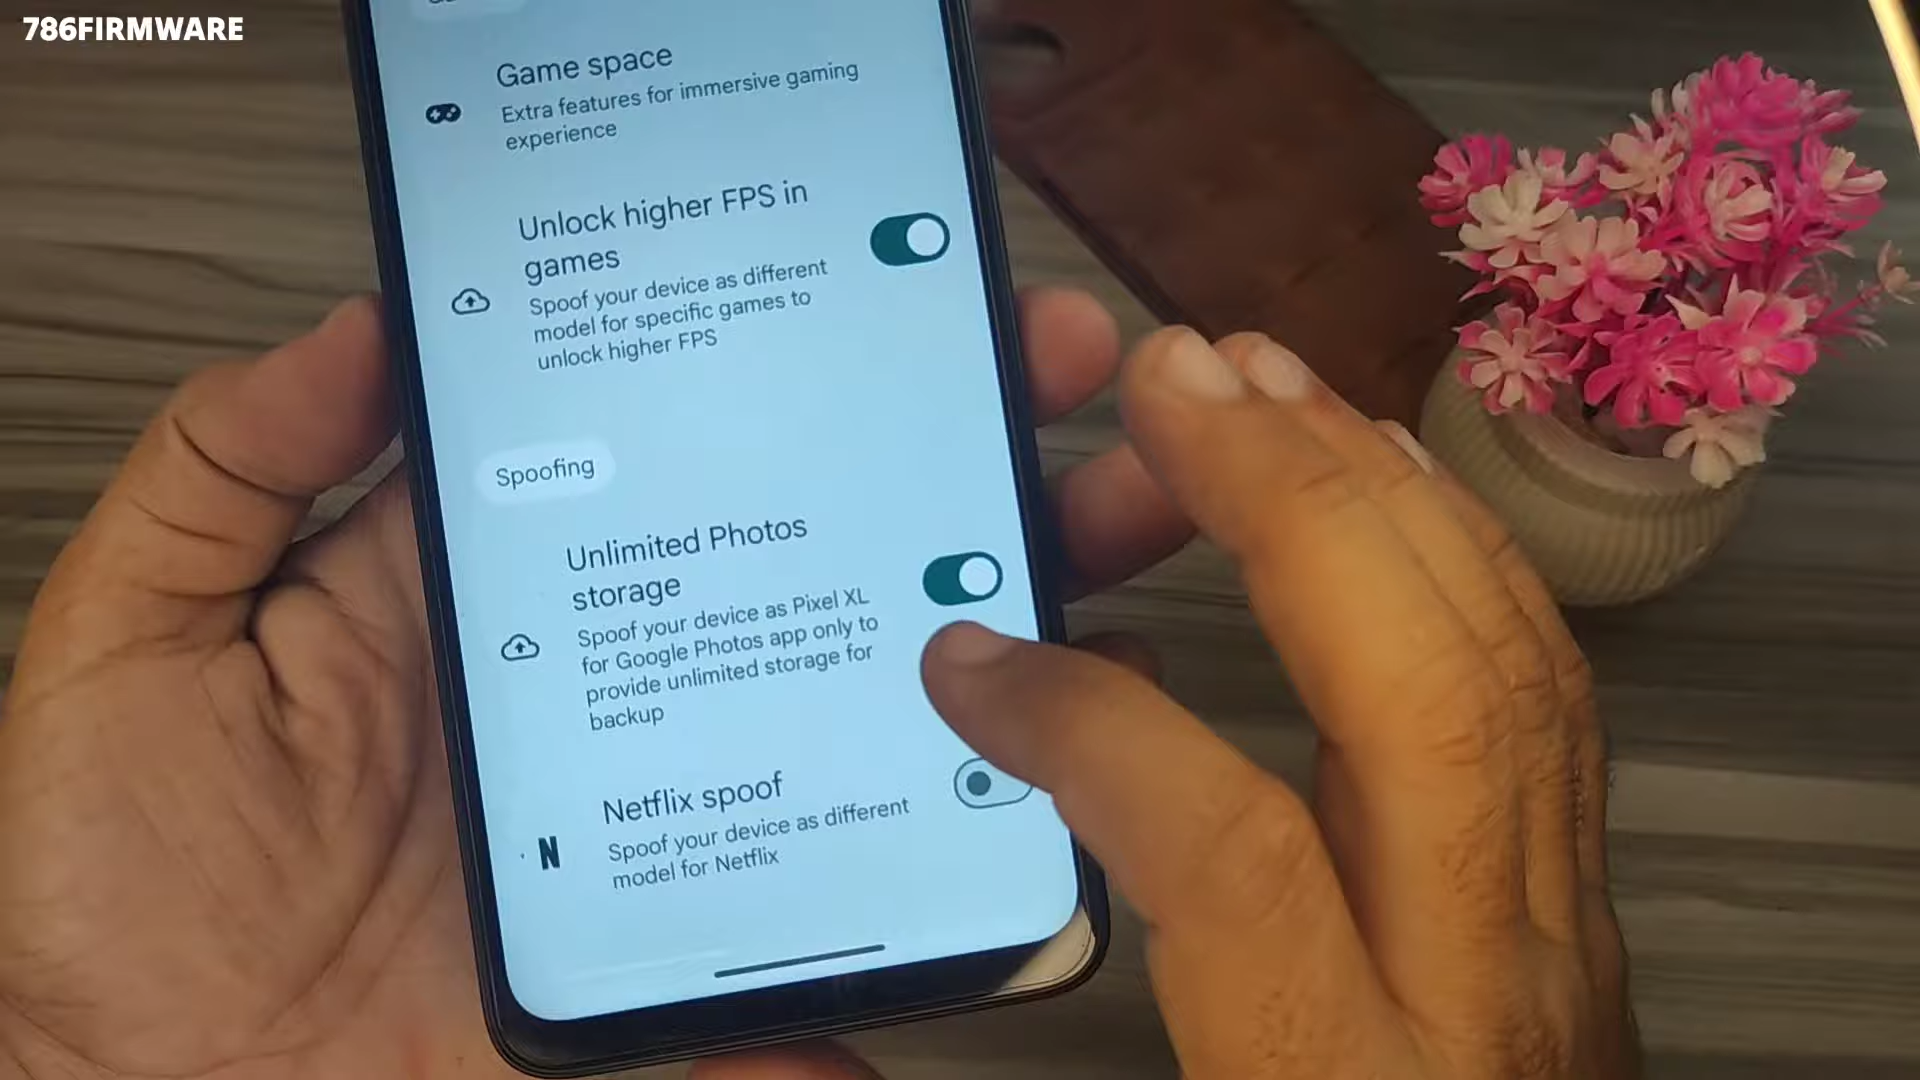 786FIRMWARE
Game space
Extra features for immersive gaming
experience
Unlock higher FPS in
games
Spoof your device as different
model for specific games to
unlock higher FPS
Spoofing
Unlimited Photos
storage
Spoof your device as Pixel XL
for Google Photos app only to
provide unlimited storage for
backup
Netflix spoof
N
Spoof your device as different
model for Netflix